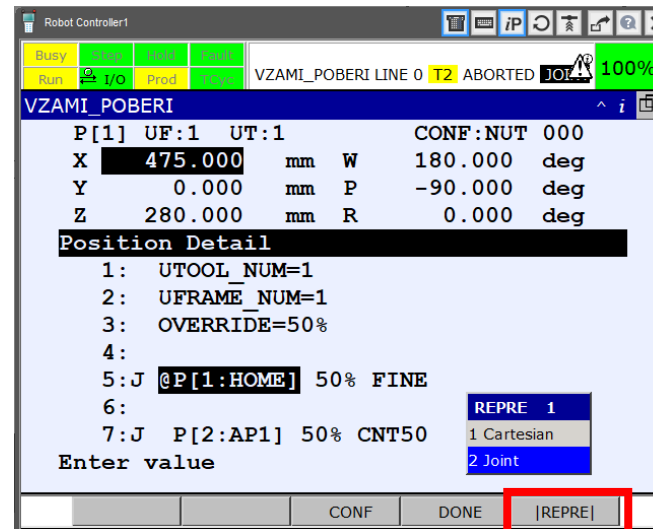 Robot Controller1
iP
Busy Step Hold Fault
Run I/O Prod TCyc VZAMI_POBERI LINE 0 T2 ABORTED JOINT 100%
VZAMI_POBERI
P[1] UF:1 UT:1 CONF:NUT 000
X 475.000 mm W 180.000 deg
Y 0.000 mm P -90.000 deg
Z 280.000 mm R 0.000 deg
Position Detail
1: UTOOL_NUM=1
2: UFRAME_NUM=1
3: OVERRIDE=50%
4:
5:J @P[1:HOME] 50% FINE
6:
7:J P[2:AP1] 50% CNT50
REPRE 1
1 Cartesian
2 Joint
Enter value
CONF DONE |REPRE|